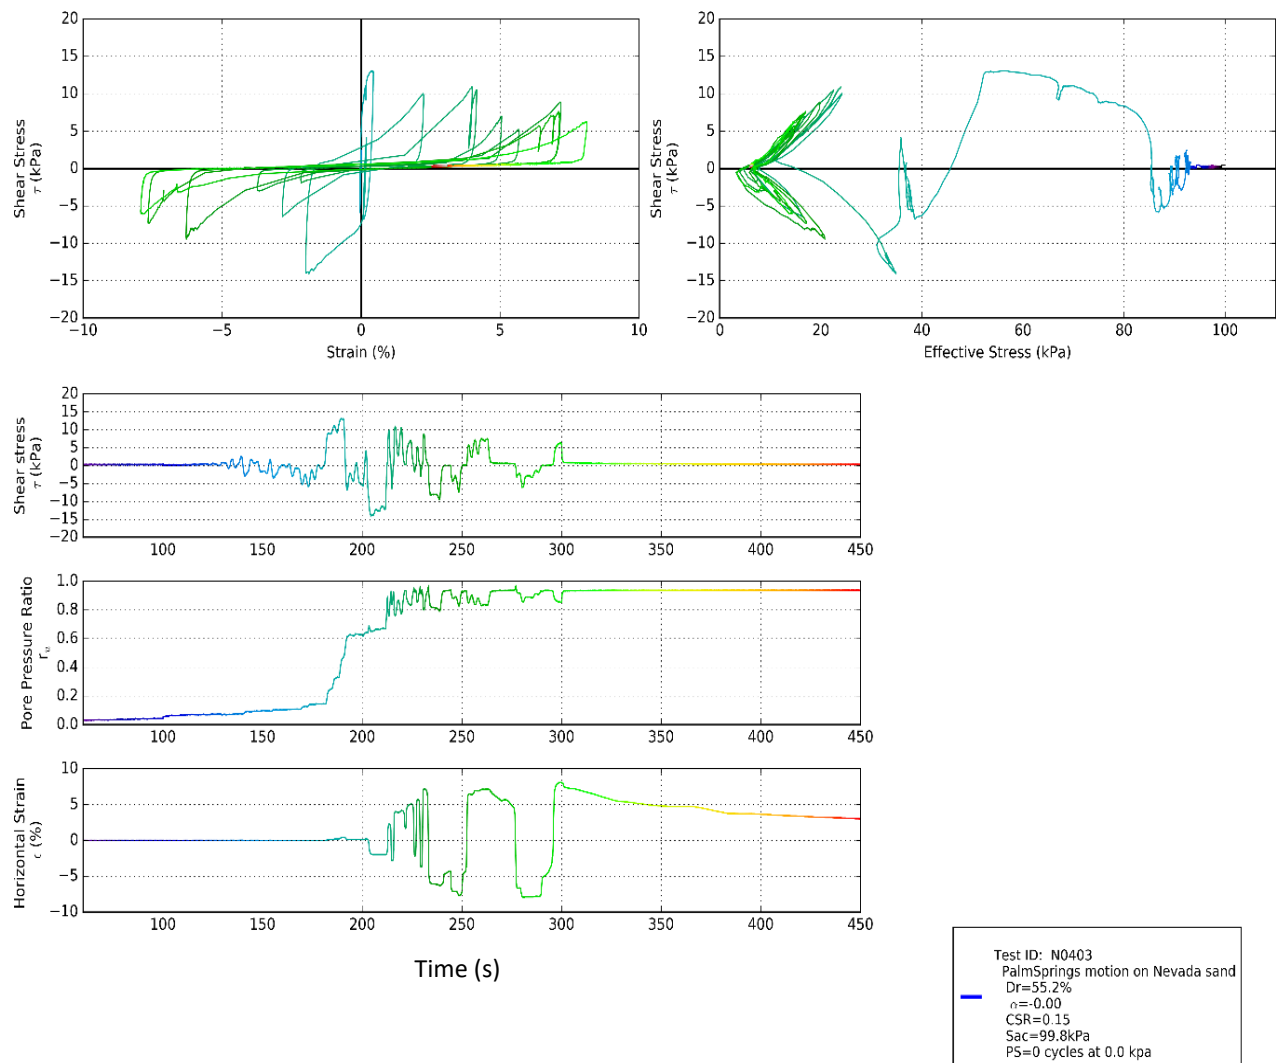 20
15
10
5
0
−5
−10
−15
−20
Shear Stress
τ (kPa)
−10 −5 0 5 10
Strain (%)
20
15
10
5
0
−5
−10
−15
−20
Shear Stress
τ (kPa)
0 20 40 60 80 100
Effective Stress (kPa)
20
15
10
5
0
−5
−10
−15
−20
Shear stress
τ (kPa)
100 150 200 250 300 350 400 450
1.0
0.8
0.6
0.4
0.2
0.0
Pore Pressure Ratio
r_u
100 150 200 250 300 350 400 450
10
5
0
−5
−10
Horizontal Strain
ϵ (%)
100 150 200 250 300 350 400 450
Time (s)
Test ID: N0403
PalmSprings motion on Nevada sand
Dr=55.2%
α=-0.00
CSR=0.15
Sac=99.8kPa
PS=0 cycles at 0.0 kpa